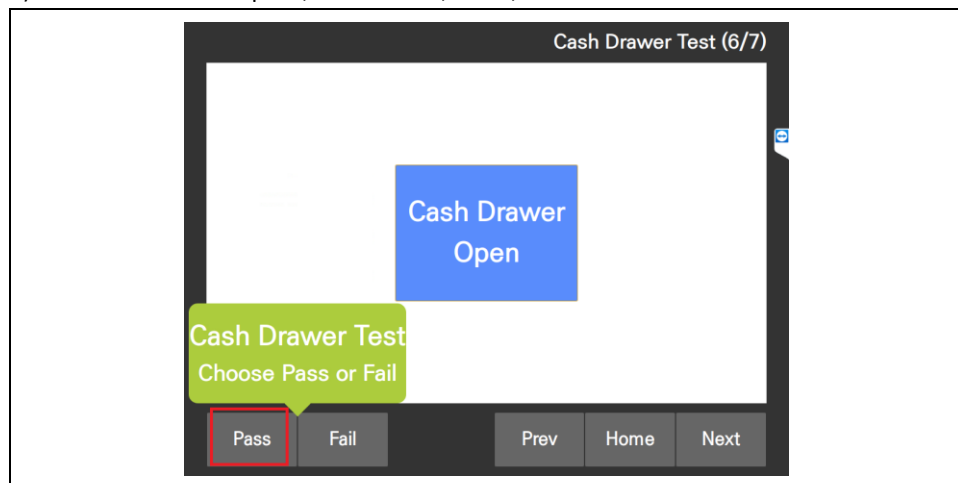 Cash Drawer Test (6/7)
Cash Drawer
Open
Cash Drawer Test
Choose Pass or Fail
Pass
Fail
Prev
Home
Next